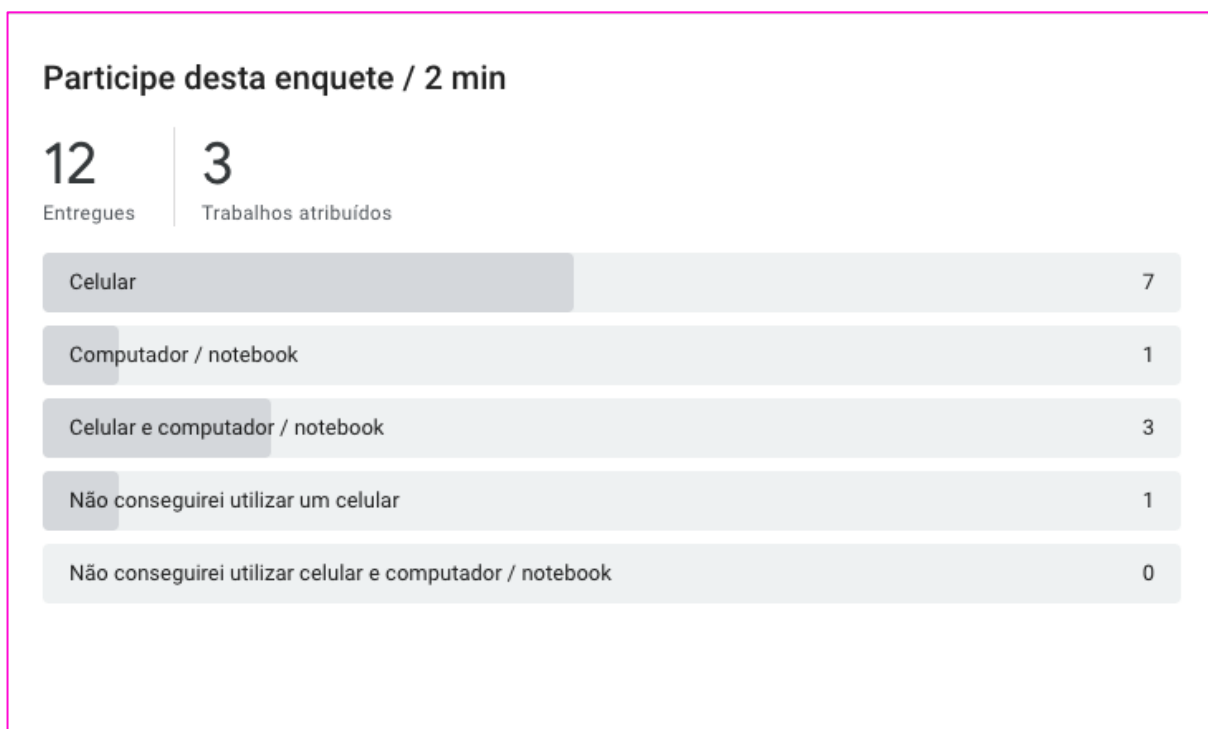 Participe desta enquete / 2 min
12 3
Entregues Trabalhos atribuídos
Celular 7
Computador / notebook 1
Celular e computador / notebook 3
Não conseguirei utilizar um celular 1
Não conseguirei utilizar celular e computador / notebook 0